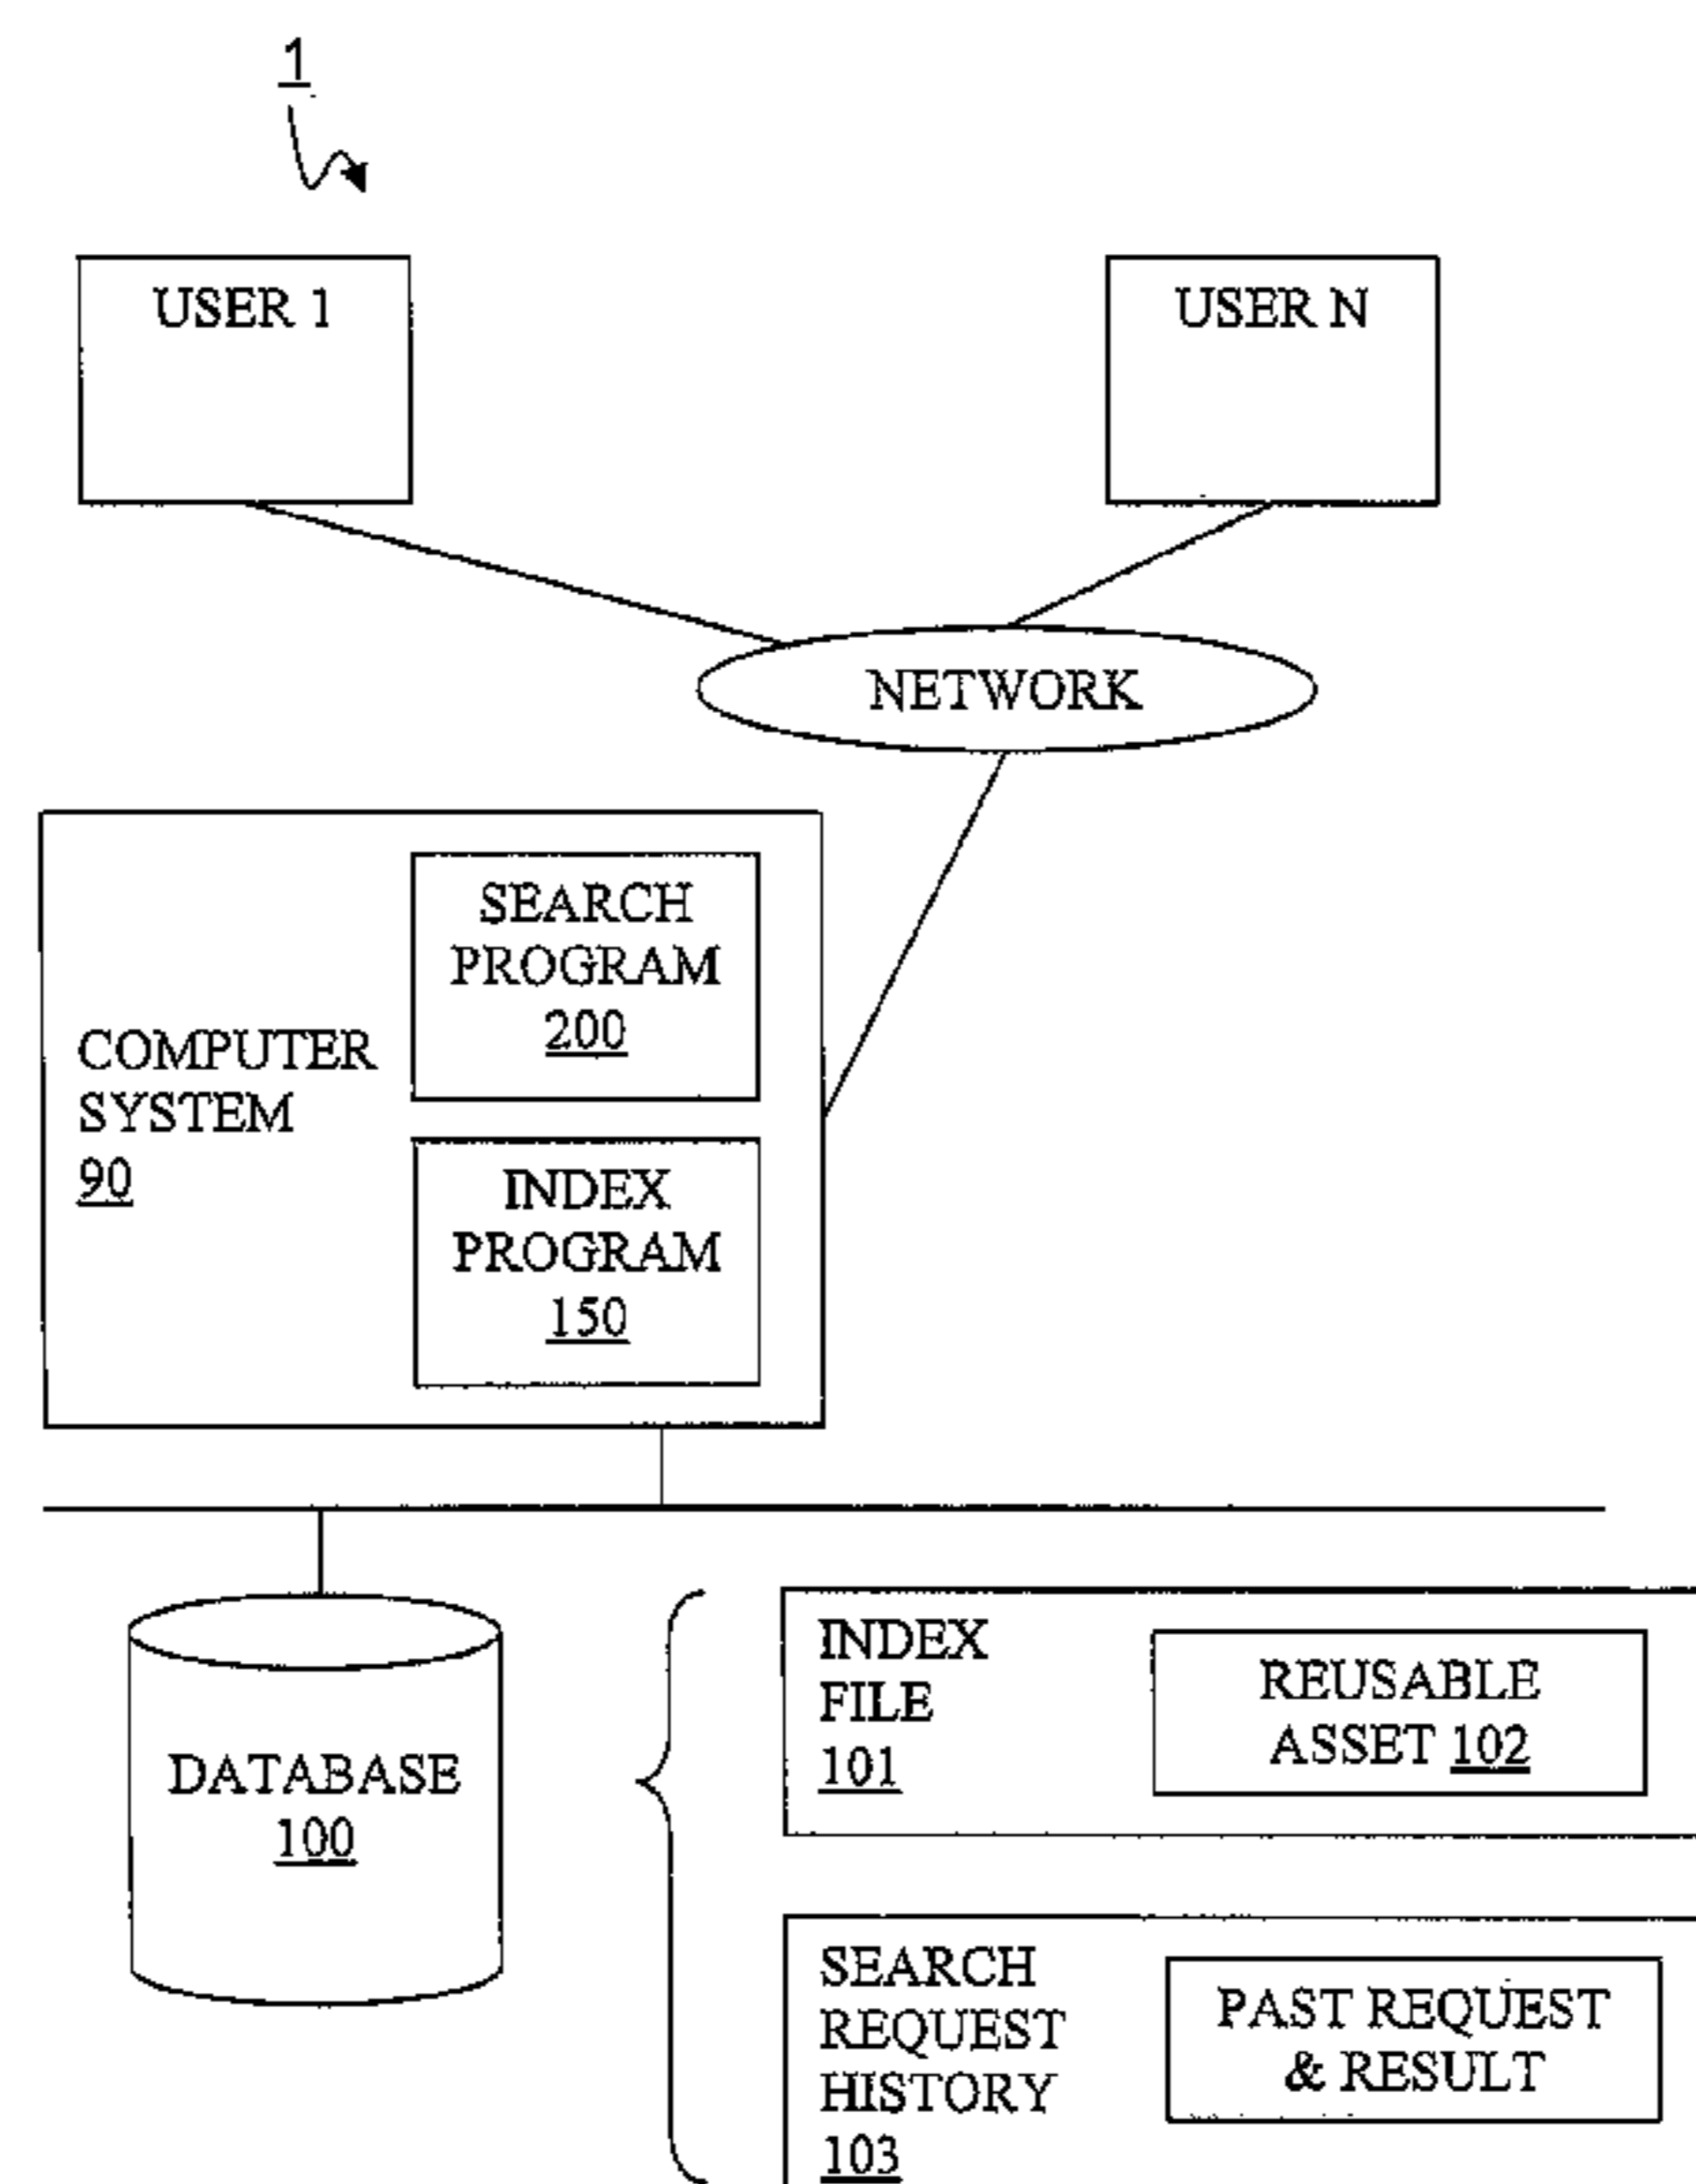 1
USER 1
USER N
NETWORK
SEARCH
PROGRAM
200
COMPUTER
SYSTEM
90
INDEX
PROGRAM
150
DATABASE
100
INDEX
FILE
101
REUSABLE
ASSET 102
SEARCH
REQUEST
HISTORY
103
PAST REQUEST
& RESULT